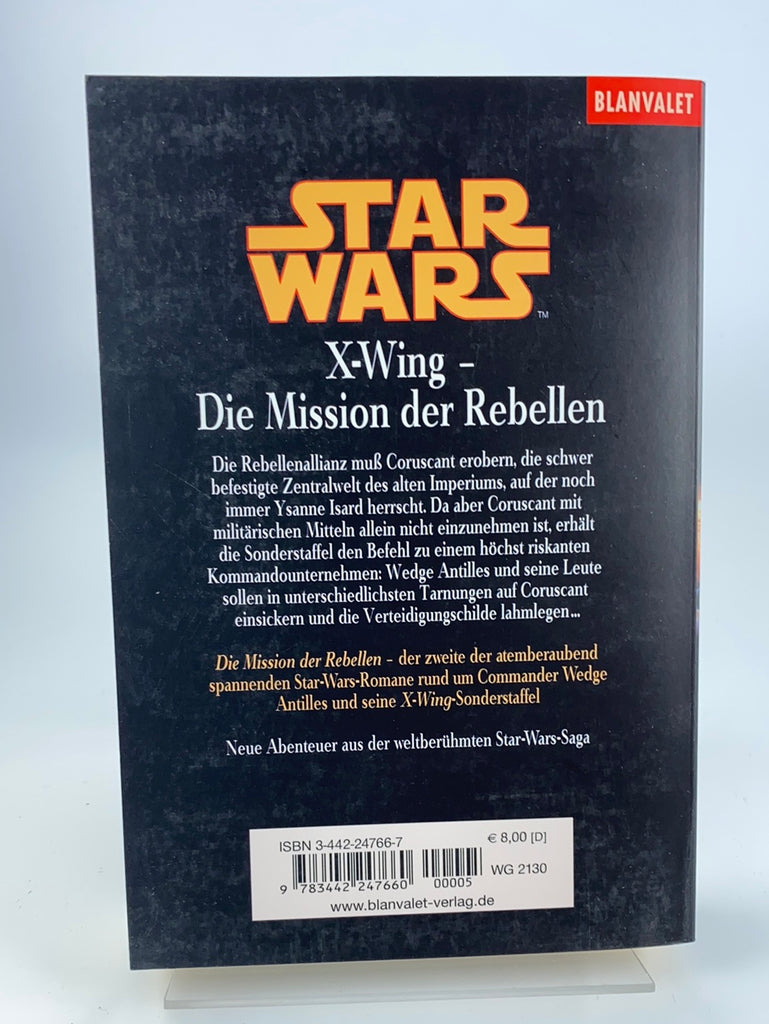 BLANVALET
STAR
WARS
TM
X-Wing –
Die Mission der Rebellen
Die Rebellenallianz muß Coruscant erobern, die schwer
befestigte Zentralwelt des alten Imperiums, auf der noch
immer Ysanne Isard herrscht. Da aber Coruscant mit
militärischen Mitteln allein nicht einzunehmen ist, erhält
die Sonderstaffel den Befehl zu einem höchst riskanten
Kommandounternehmen: Wedge Antilles und seine Leute
sollen in unterschiedlichsten Tarnungen auf Coruscant
einsickern und die Verteidigungschilde lahmlegen...
Die Mission der Rebellen – der zweite der atemberaubend
spannenden Star-Wars-Romane rund um Commander Wedge
Antilles und seine X-Wing-Sonderstaffel
Neue Abenteuer aus der weltberühmten Star-Wars-Saga
ISBN 3-442-24766-7 € 8,00 [D]
9 783442 247660 00005 WG 2130
www.blanvalet-verlag.de